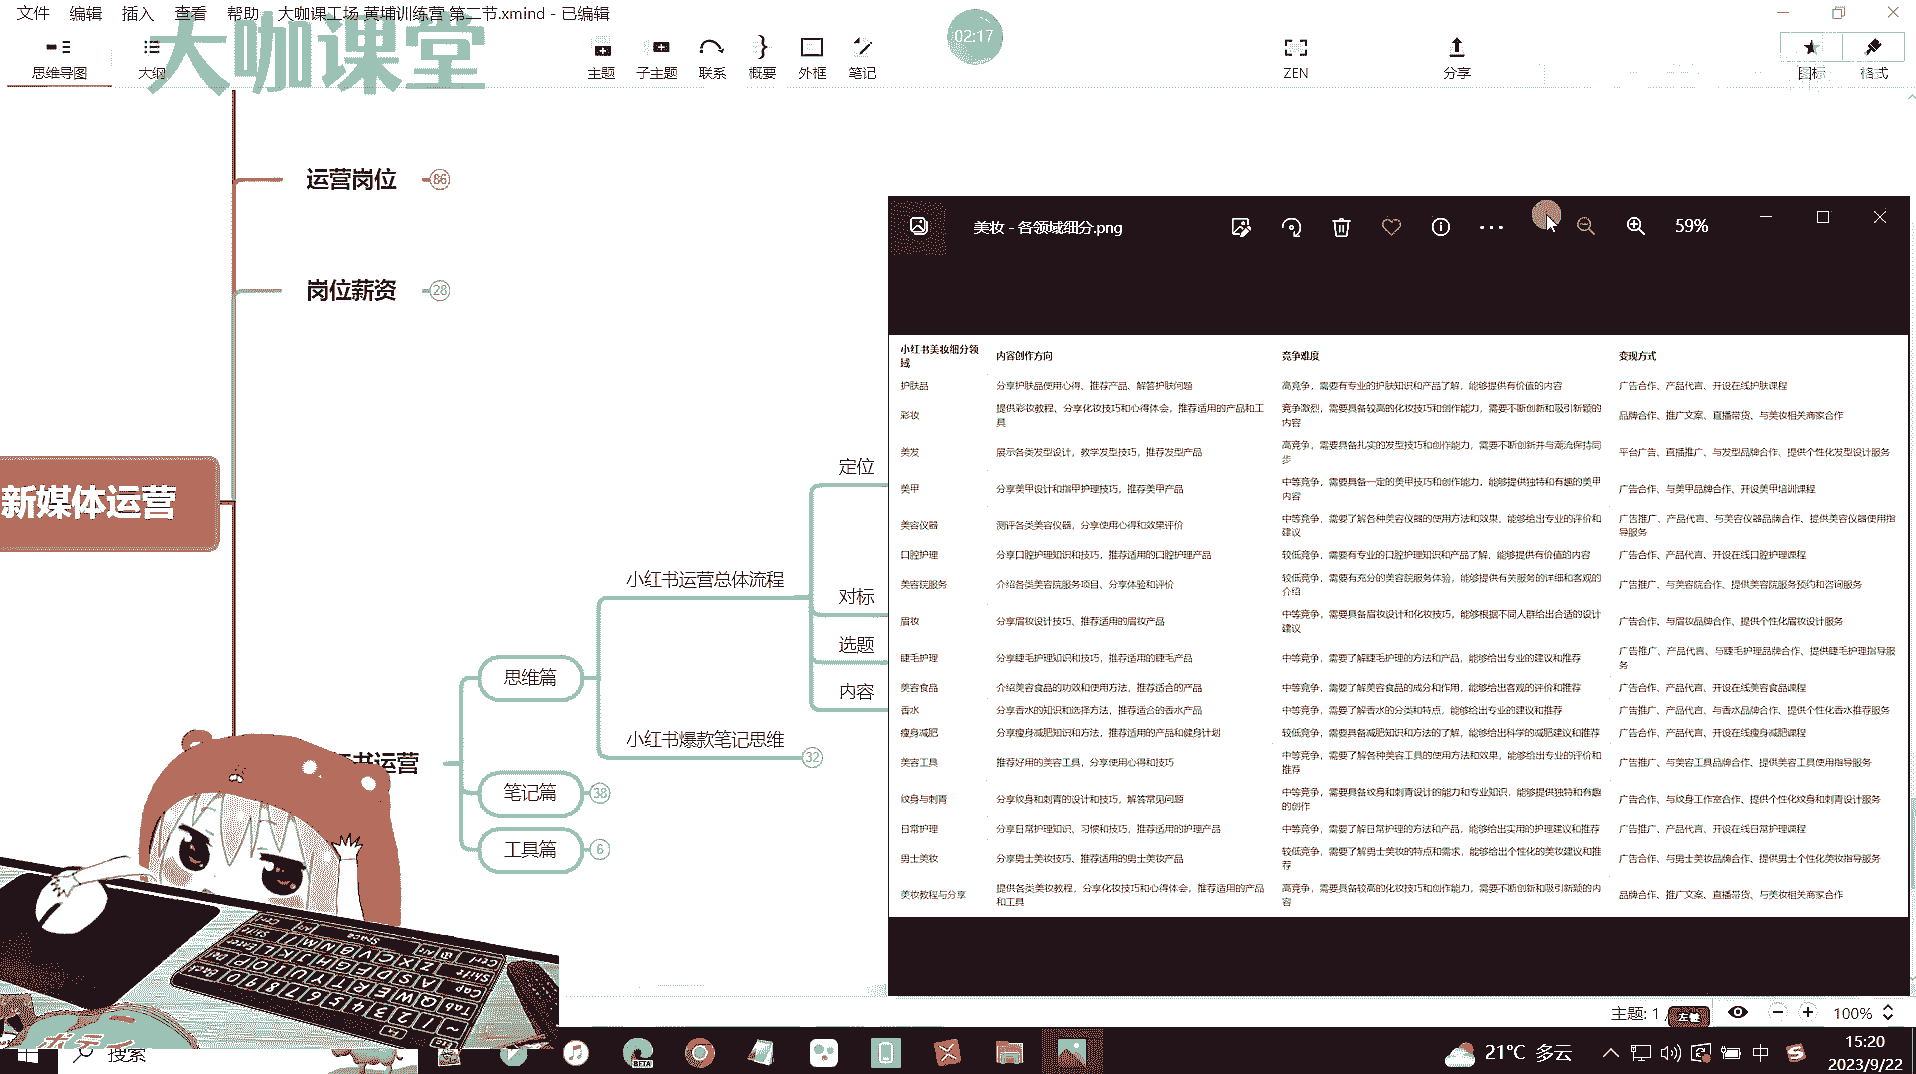 文件 编辑 插入 查看 帮助 大咖课工场 黄埔训练营 第二节.xmind - 已编辑
大咖课堂
02:17
思维导图 大纲 主题 子主题 联系 概要 外框 笔记 ZEN 分享 图标 格式
运营岗位 86
岗位薪资 28
新媒体运营
书运营
思维篇
笔记篇 38
工具篇 6
小红书运营总体流程
小红书爆款笔记思维 32
定位
对标
选题
内容
美妆 - 各领域细分.png 59%
小红书美妆细分领域 内容创作方向 竞争难度 变现方式
护肤品 分享护肤品使用心得、推荐产品、解答护肤问题 高竞争，需要有专业的护肤知识和产品了解，能够提供有价值的内容 广告合作、产品代言、开设在线护肤课程
彩妆 提供彩妆教程、分享化妆技巧和心得体会，推荐适用的产品和工具 竞争激烈，需要具备较高的化妆技巧和创作能力，需要不断创新和吸引新颖的内容 品牌合作、推广文案、直播带货、与美妆相关商家合作
美发 展示各类发型设计，教学发型技巧，推荐发型产品 高竞争，需要具备扎实的发型技巧和创作能力，需要不断创新并与潮流保持同步 平台广告、直播推广、与发型品牌合作、提供个性化发型设计服务
美甲 分享美甲设计和指甲护理技巧，推荐美甲产品 中等竞争，需要具备一定的美甲技巧和创作能力，能够提供独特和有趣的美甲内容 广告合作、与美甲品牌合作、开设美甲培训课程
美容仪器 测评各类美容仪器，分享使用心得和效果评价 中等竞争，需要了解各种美容仪器的使用方法和效果，能够给出专业的评价和建议 广告推广、产品代言、与美容仪器品牌合作、提供美容仪器使用指导服务
口腔护理 分享口腔护理知识和技巧，推荐适用的口腔护理产品 较低竞争，需要有专业的口腔护理知识和产品了解，能够提供有价值的内容 广告合作、产品代言、开设在线口腔护理课程
美容院服务 介绍各类美容院服务项目、分享体验和评价 较低竞争，需要有充分的美容院服务体验，能够提供有关服务的详细和客观的介绍 广告推广、与美容院合作、提供美容院服务预约和咨询服务
眉妆 分享眉妆设计技巧、推荐适用的眉妆产品 中等竞争，需要具备眉妆设计和化妆技巧，能够根据不同人群给出合适的设计建议 广告合作、与眉妆品牌合作、提供个性化眉妆设计服务
睫毛护理 分享睫毛护理知识和技巧，推荐适用的睫毛产品 中等竞争，需要了解睫毛护理的方法和产品，能够给出专业的建议和推荐 广告推广、产品代言、与睫毛护理品牌合作、提供睫毛护理指导服务
美容食品 介绍美容食品的功效和使用方法，推荐适合的产品 中等竞争，需要了解美容食品的成分和作用，能够给出客观的评价和推荐 广告合作、产品代言、开设在线美容食品课程
香水 分享香水的知识和选择方法，推荐适合的香水产品 中等竞争，需要了解香水的分类和特点，能够给出专业的建议和推荐 广告推广、产品代言、与香水品牌合作、提供个性化香水推荐服务
瘦身减肥 分享瘦身减肥知识和方法，推荐适用的产品和健身计划 较低竞争，需要具备减肥知识和方法的了解，能够给出科学的减肥建议和推荐 广告合作、产品代言、开设在线瘦身减肥课程
美容工具 推荐好用的美容工具，分享使用心得和技巧 中等竞争，需要了解各种美容工具的使用方法和效果，能够给出专业的评价和推荐 广告推广、与美容工具品牌合作、提供美容工具使用指导服务
纹身与刺青 分享纹身和刺青的设计和技巧，解答常见问题 中等竞争，需要具备纹身和刺青设计的能力和专业知识，能够提供独特和有趣的创作 广告合作、与纹身工作室合作、提供个性化纹身和刺青设计服务
日常护理 分享日常护理知识、习惯和技巧，推荐适用的护理产品 中等竞争，需要了解日常护理的方法和产品，能够给出实用的护理建议和推荐 广告推广、产品代言、开设在线日常护理课程
男士美妆 分享男士美妆技巧、推荐适用的男士美妆产品 较低竞争，需要了解男士美妆的特点和需求，能够给出个性化的美妆建议和推荐 广告合作、与男士美妆品牌合作、提供男士个性化美妆指导服务
美妆教程与分享 提供各类美妆教程，分享化妆技巧和心得体会，推荐适用的产品和工具 高竞争，需要具备较高的化妆技巧和创作能力，需要不断创新和吸引新颖的内容 品牌合作、推广文案、直播带货、与美妆相关商家合作
主题: 1 / 100%
搜索
BETA
21°C 多云 中 15:20
2023/9/22